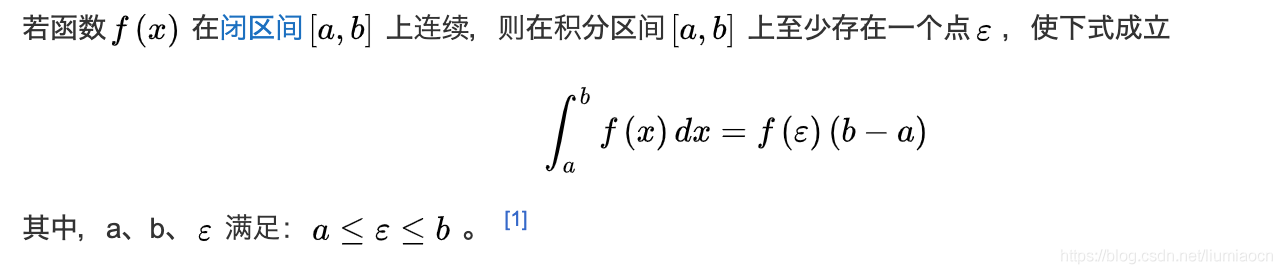 若函数 f (x) 在闭区间 [a, b] 上连续，则在积分区间 [a, b] 上至少存在一个点 ε ，使下式成立
∫_a^b f (x) dx = f (ε) (b − a)
其中，a、b、 ε 满足： a ≤ ε ≤ b 。 [1]
https://blog.csdn.net/liumiaocn